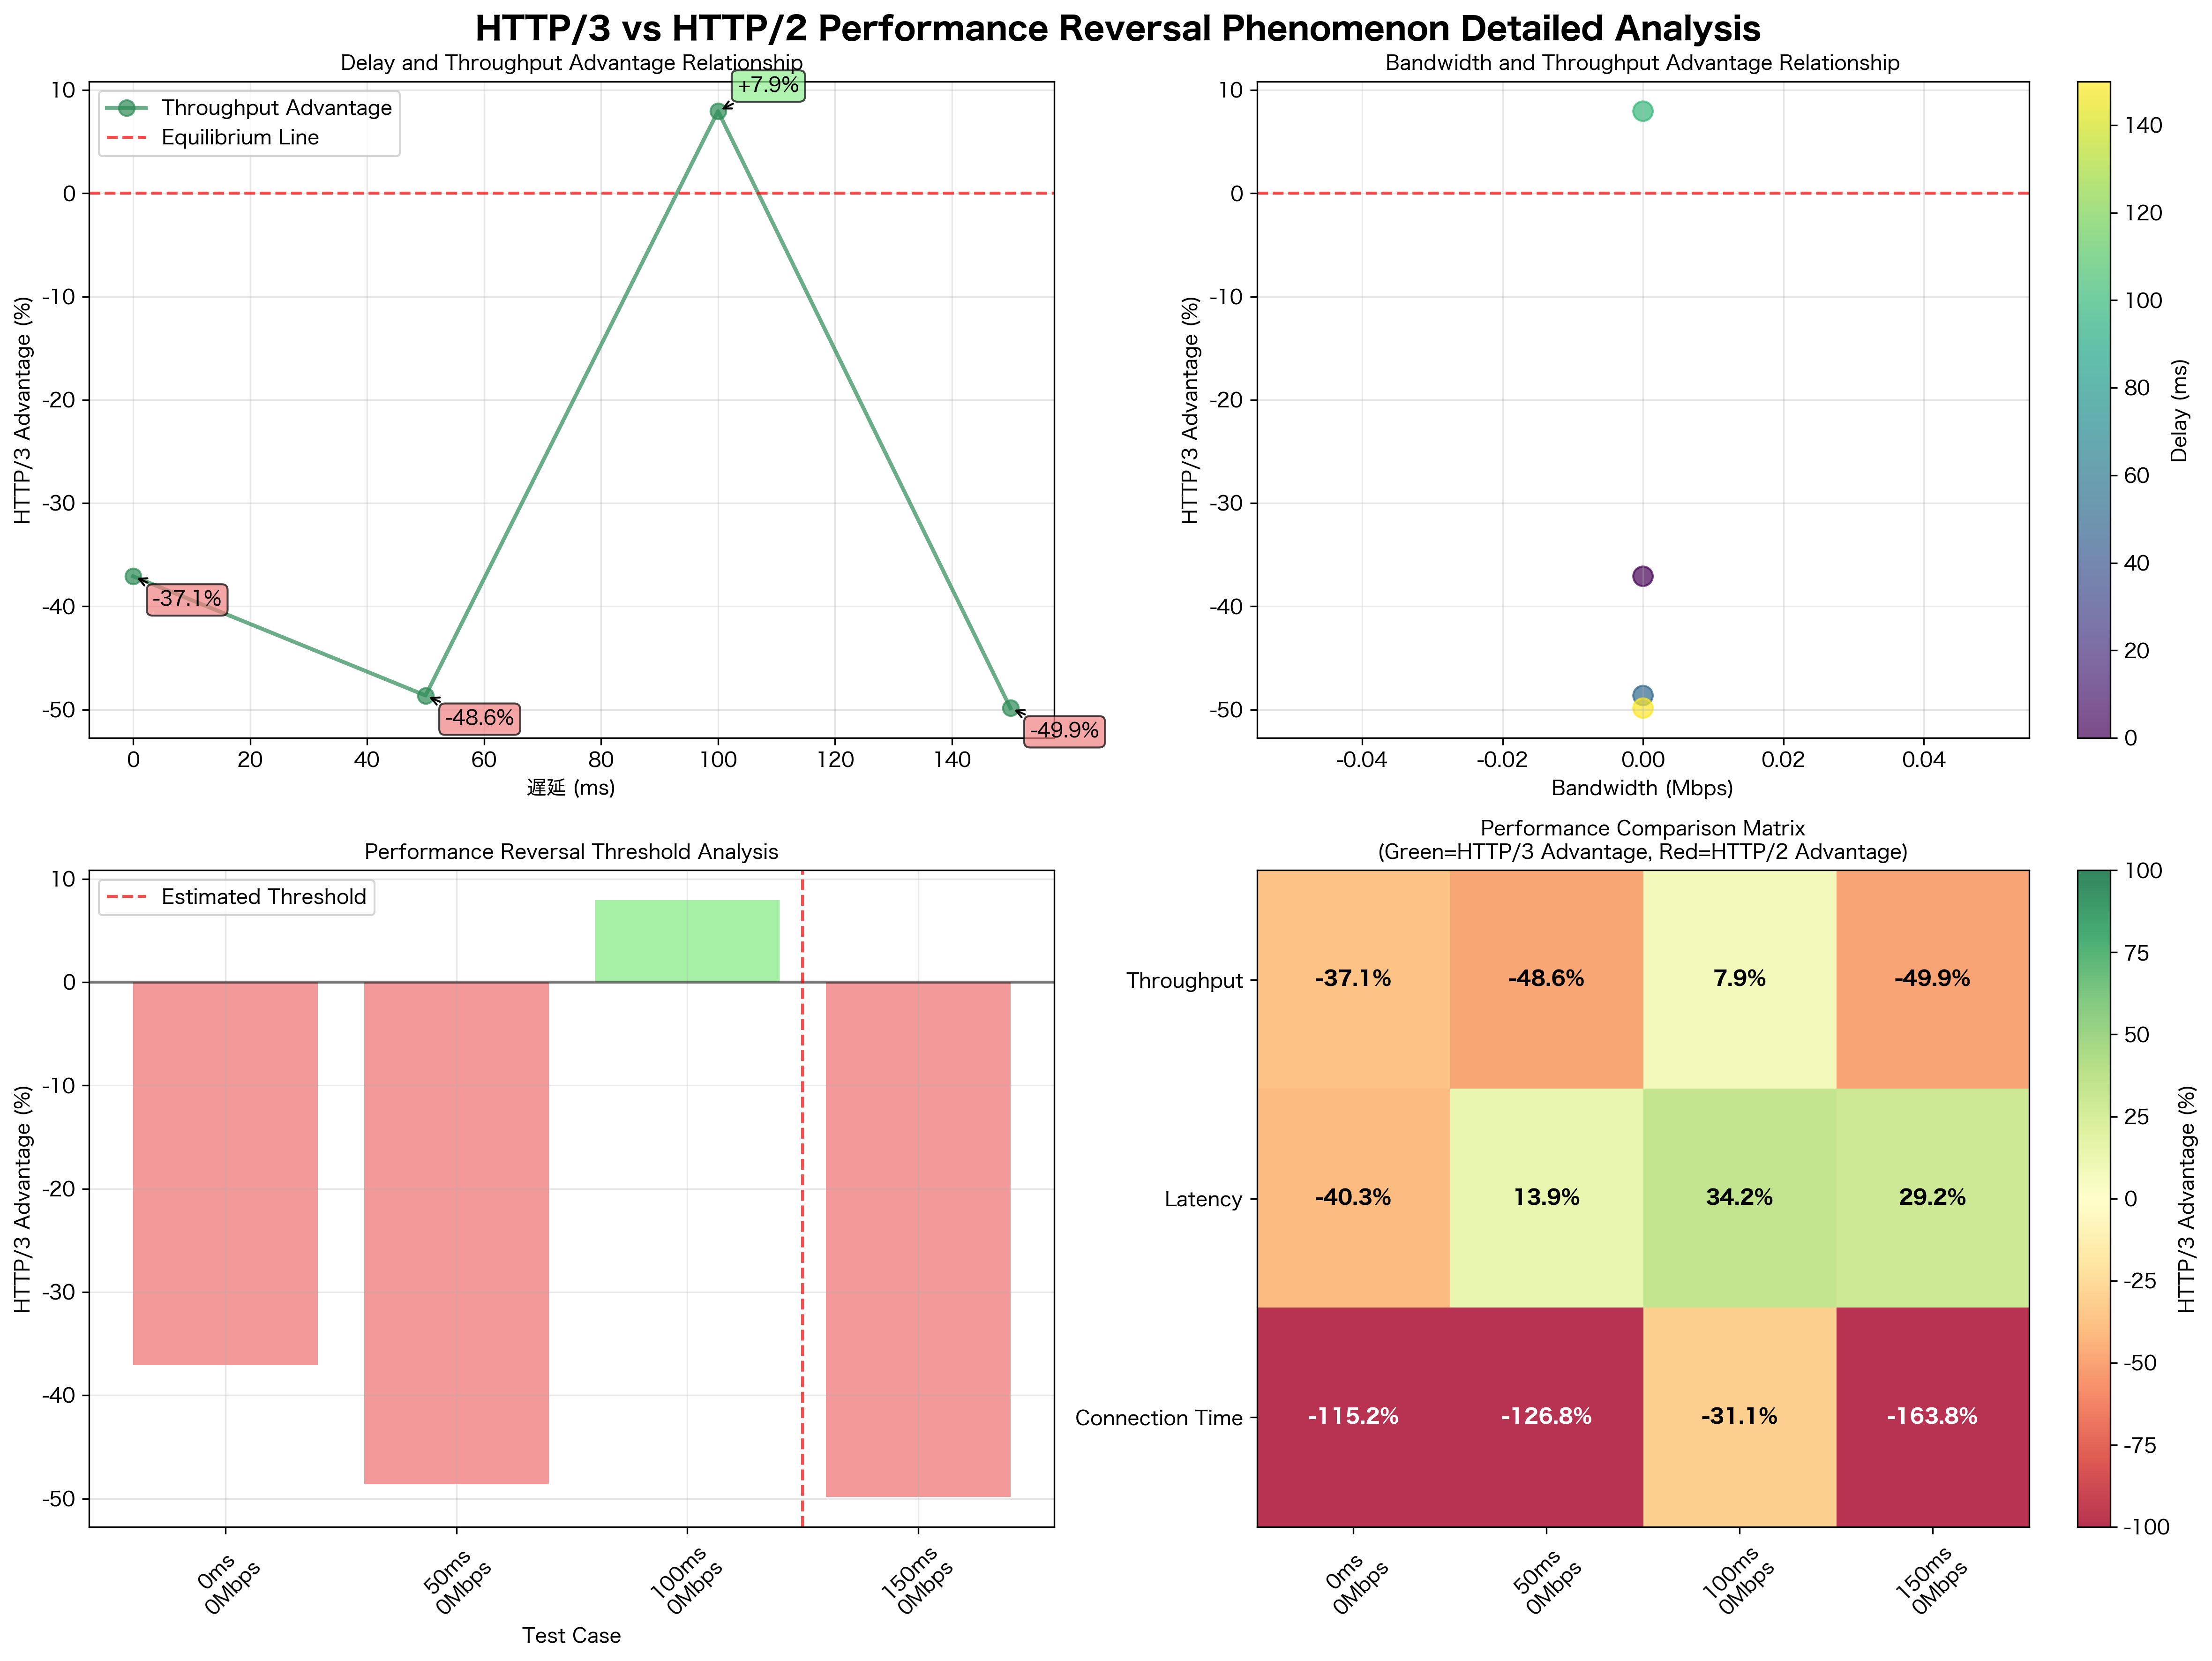 HTTP/3 vs HTTP/2 Performance Reversal Phenomenon Detailed Analysis
Delay and Throughput Advantage Relationship
Throughput Advantage
Equilibrium Line
+7.9%
-37.1%
-48.6%
-49.9%
10
0
-10
-20
-30
-40
-50
HTTP/3 Advantage (%)
0
20
40
60
80
100
120
140
遅延 (ms)
Bandwidth and Throughput Advantage Relationship
10
0
-10
-20
-30
-40
-50
HTTP/3 Advantage (%)
-0.04
-0.02
0.00
0.02
0.04
Bandwidth (Mbps)
140
120
100
80
60
40
20
0
Delay (ms)
Performance Reversal Threshold Analysis
Estimated Threshold
10
0
-10
-20
-30
-40
-50
HTTP/3 Advantage (%)
0ms
0Mbps
50ms
0Mbps
100ms
0Mbps
150ms
0Mbps
Test Case
Performance Comparison Matrix
(Green=HTTP/3 Advantage, Red=HTTP/2 Advantage)
Throughput
-37.1%
-48.6%
7.9%
-49.9%
Latency
-40.3%
13.9%
34.2%
29.2%
Connection Time
-115.2%
-126.8%
-31.1%
-163.8%
0ms
0Mbps
50ms
0Mbps
100ms
0Mbps
150ms
0Mbps
100
75
50
25
0
-25
-50
-75
-100
HTTP/3 Advantage (%)